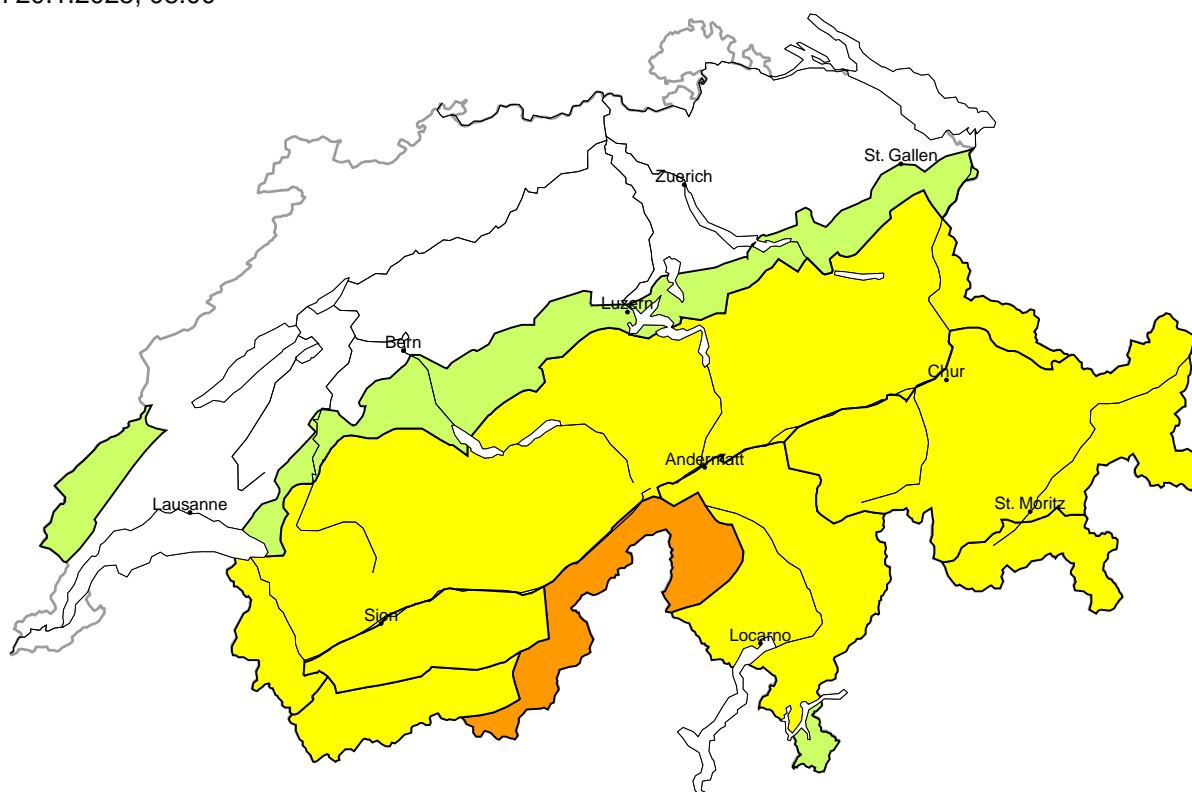 St. Gallen
Zuerich
Luzern
Bern
Chur
Andermatt
Lausanne
St. Moritz
Sion
Locarno